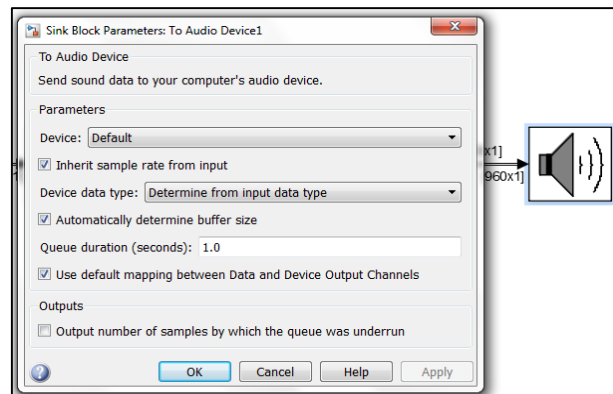 Sink Block Parameters: To Audio Device1
To Audio Device
Send sound data to your computer's audio device.
Parameters
Device: Default
Inherit sample rate from input
Device data type: Determine from input data type
Automatically determine buffer size
Queue duration (seconds): 1.0
Use default mapping between Data and Device Output Channels
Outputs
Output number of samples by which the queue was underrun
OK Cancel Help Apply
x1]
960x1]